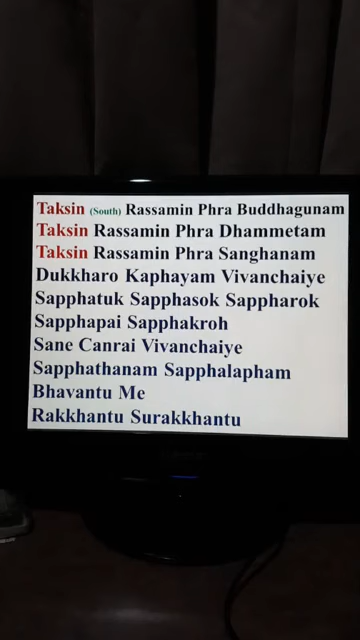 Taksin (South) Rassamin Phra Buddhagunam
Taksin Rassamin Phra Dhammetam
Taksin Rassamin Phra Sanghanam
Dukkharo Kaphayam Vivanchaiye
Sapphatuk Sapphasok Sappharok
Sapphapai Sapphakroh
Sane Canrai Vivanchaiye
Sapphathanam Sapphalapham
Bhavantu Me
Rakkhantu Surakkhantu